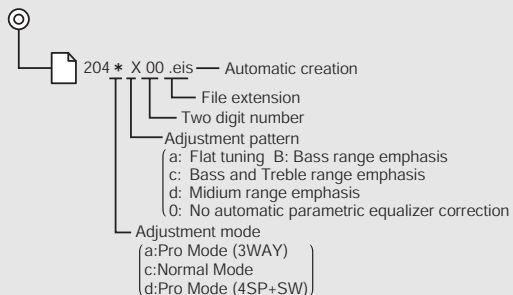 204 * X 00 .eis Automatic creation
File extension
Two digit number
Adjustment pattern
a: Flat tuning B: Bass range emphasis
c: Bass and Treble range emphasis
d: Midium range emphasis
0: No automatic parametric equalizer correction
Adjustment mode
a:Pro Mode (3WAY)
c:Normal Mode
d:Pro Mode (4SP+SW)